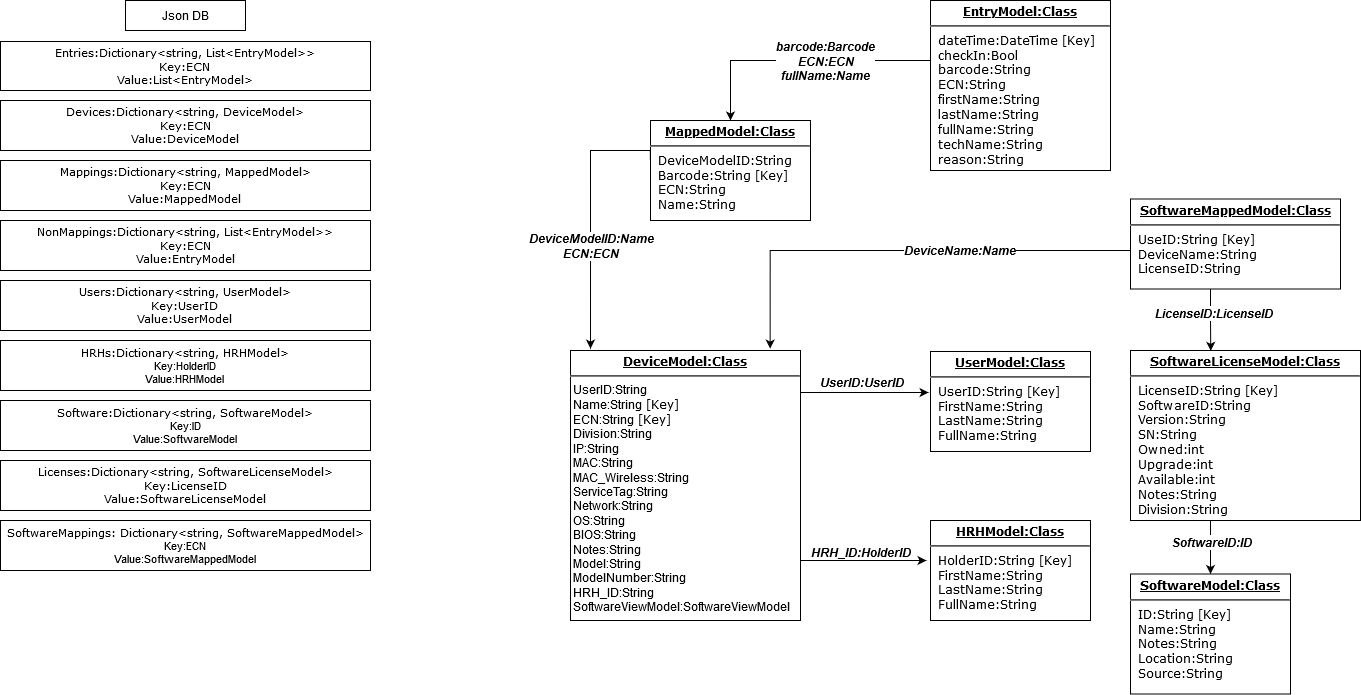 Json DB
Entries:Dictionary<string, List<EntryModel>>
Key:ECN
Value:List<EntryModel>
Devices:Dictionary<string, DeviceModel>
Key:ECN
Value:DeviceModel
Mappings:Dictionary<string, MappedModel>
Key:ECN
Value:MappedModel
NonMappings:Dictionary<string, List<EntryModel>>
Key:ECN
Value:EntryModel
Users:Dictionary<string, UserModel>
Key:UserID
Value:UserModel
HRHs:Dictionary<string, HRHModel>
Key:HolderID
Value:HRHModel
Software:Dictionary<string, SoftwareModel>
Key:ID
Value:SoftwareModel
Licenses:Dictionary<string, SoftwareLicenseModel>
Key:LicenseID
Value:SoftwareLicenseModel
SoftwareMappings: Dictionary<string, SoftwareMappedModel>
Key:ECN
Value:SoftwareMappedModel
EntryModel:Class
dateTime:DateTime [Key]
checkIn:Bool
barcode:String
ECN:String
firstName:String
lastName:String
fullName:String
techName:String
reason:String
barcode:Barcode
ECN:ECN
fullName:Name
MappedModel:Class
DeviceModelID:String
Barcode:String [Key]
ECN:String
Name:String
DeviceModelID:Name
ECN:ECN
SoftwareMappedModel:Class
UseID:String [Key]
DeviceName:String
LicenseID:String
DeviceName:Name
LicenseID:LicenseID
DeviceModel:Class
UserID:String
Name:String [Key]
ECN:String [Key]
Division:String
IP:String
MAC:String
MAC_Wireless:String
ServiceTag:String
Network:String
OS:String
BIOS:String
Notes:String
Model:String
ModelNumber:String
HRH_ID:String
SoftwareViewModel:SoftwareViewModel
UserID:UserID
UserModel:Class
UserID:String [Key]
FirstName:String
LastName:String
FullName:String
HRH_ID:HolderID
HRHModel:Class
HolderID:String [Key]
FirstName:String
LastName:String
FullName:String
SoftwareLicenseModel:Class
LicenseID:String [Key]
SoftwareID:String
Version:String
SN:String
Owned:int
Upgrade:int
Available:int
Notes:String
Division:String
SoftwareID:ID
SoftwareModel:Class
ID:String [Key]
Name:String
Notes:String
Location:String
Source:String